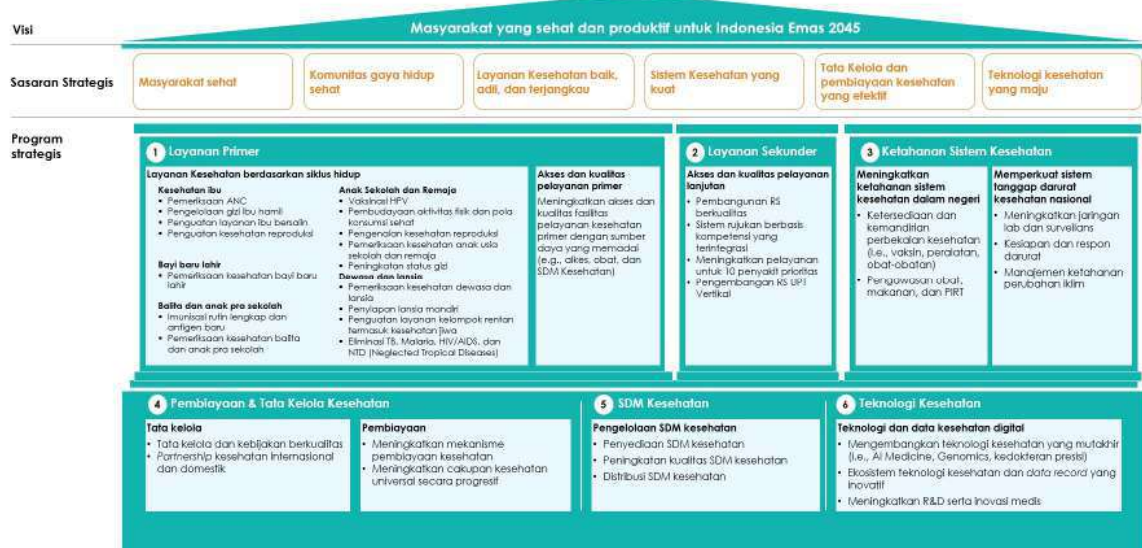 Visi
Masyarakat yang sehat dan produktif untuk Indonesia Emas 2045
Sasaran Strategis
Masyarakat sehat
Komunitas gaya hidup
sehat
Layanan Kesehatan baik,
adil, dan terjangkau
Sistem Kesehatan yang
kuat
Tata Kelola dan
pembiayaan kesehatan
yang efektif
Teknologi kesehatan
yang maju
Program
strategis
1 Layanan Primer
Layanan Kesehatan berdasarkan siklus hidup
Kesehatan ibu
• Pemeriksaan ANC
• Pengelolaan gizi ibu hamil
• Penguatan layanan ibu bersalin
• Penguatan kesehatan reproduksi
Bayi baru lahir
• Pemeriksaan kesehatan bayi baru
lahir
Balita dan anak pra sekolah
• Imunisasi rutin lengkap dan
antigen baru
• Pemeriksaan kesehatan balita
dan anak pra sekolah
Anak Sekolah dan Remaja
• Vaksinasi HPV
• Pembudayaan aktivitas fisik dan pola
konsumsi sehat
• Pengenalan kesehatan reproduksi
• Pemeriksaan kesehatan anak usia
sekolah dan remaja
• Peningkatan status gizi
Dewasa dan lansia
• Pemeriksaan kesehatan dewasa dan
lansia
• Penyiapan lansia mandiri
• Penguatan layanan kelompok rentan
termasuk kesehatan jiwa
• Eliminasi TB, Malaria, HIV/AIDS, dan
NTD (Neglected Tropical Diseases)
Akses dan kualitas
pelayanan primer
Meningkatkan akses dan
kualitas fasilitas
pelayanan kesehatan
primer dengan sumber
daya yang memadai
(e.g., alkes, obat, dan
SDM Kesehatan)
2 Layanan Sekunder
Akses dan kualitas pelayanan
lanjutan
• Pembangunan RS
berkualitas
• Sistem rujukan berbasis
kompetensi yang
terintegrasi
• Meningkatkan pelayanan
untuk 10 penyakit prioritas
• Pengembangan RS UPT
Vertikal
3 Ketahanan Sistem Kesehatan
Meningkatkan
ketahanan sistem
kesehatan dalam negeri
• Ketersediaan dan
kemandirian
perbekalan kesehatan
(i.e., vaksin, peralatan,
obat-obatan)
• Pengawasan obat,
makanan, dan PIRT
Memperkuat sistem
tanggap darurat
kesehatan nasional
• Meningkatkan jaringan
lab dan surveilans
• Kesiapan dan respon
darurat
• Manajemen ketahanan
perubahan iklim
4 Pembiayaan & Tata Kelola Kesehatan
Tata kelola
• Tata kelola dan kebijakan berkualitas
• Partnership kesehatan internasional
dan domestik
Pembiayaan
• Meningkatkan mekanisme
pembiayaan kesehatan
• Meningkatkan cakupan kesehatan
universal secara progresif
5 SDM Kesehatan
Pengelolaan SDM kesehatan
• Penyediaan SDM kesehatan
• Peningkatan kualitas SDM kesehatan
• Distribusi SDM kesehatan
6 Teknologi Kesehatan
Teknologi dan data kesehatan digital
• Mengembangkan teknologi kesehatan yang mutakhir
(i.e., AI Medicine, Genomics, kedokteran presisi)
• Ekosistem teknologi kesehatan dan data record yang
inovatif
• Meningkatkan R&D serta inovasi medis